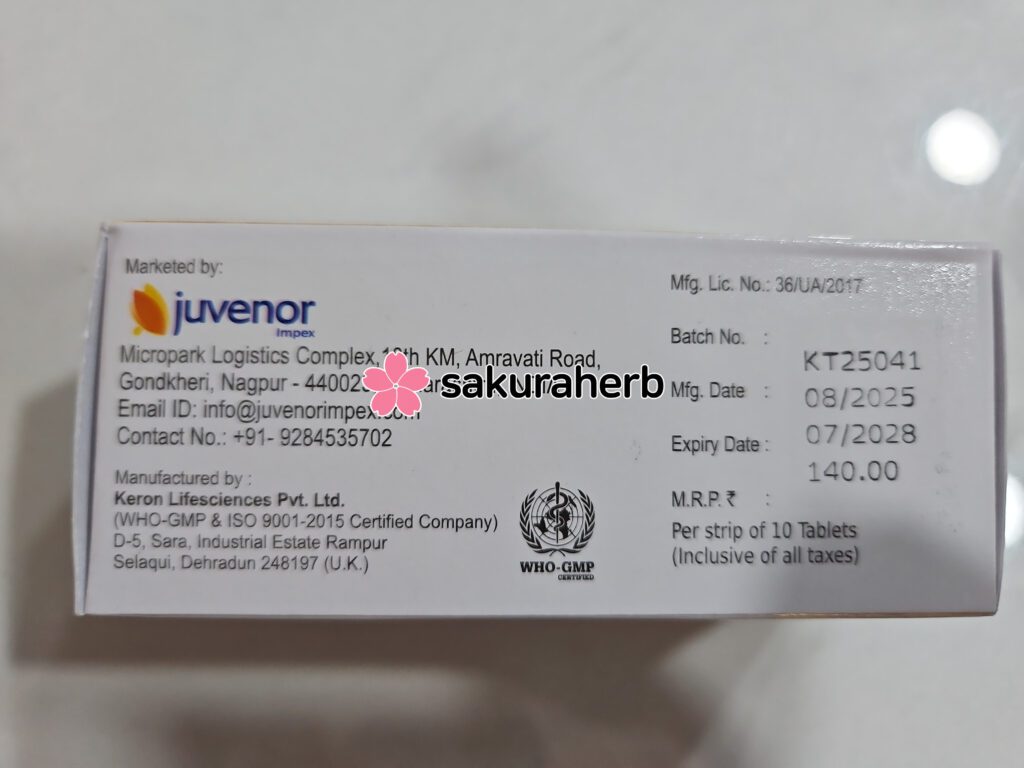 Marketed by:
juvenor
impex
Micropark Logistics Complex, 18th KM, Amravati Road,
Gondkheri, Nagpur - 44002
Email ID: info@juvenorimpex.com
Contact No.: +91- 9284535702
Manufactured by :
Keron Lifesciences Pvt. Ltd.
(WHO-GMP & ISO 9001-2015 Certified Company)
D-5, Sara, Industrial Estate Rampur
Selaqui, Dehradun 248197 (U.K.)
WHO-GMP
CERTIFIED
sakuraherb
Mfg. Lic. No.: 36/UA/2017
Batch No. : KT25041
Mfg. Date : 08/2025
Expiry Date : 07/2028
M.R.P. ₹ : 140.00
Per strip of 10 Tablets
(Inclusive of all taxes)